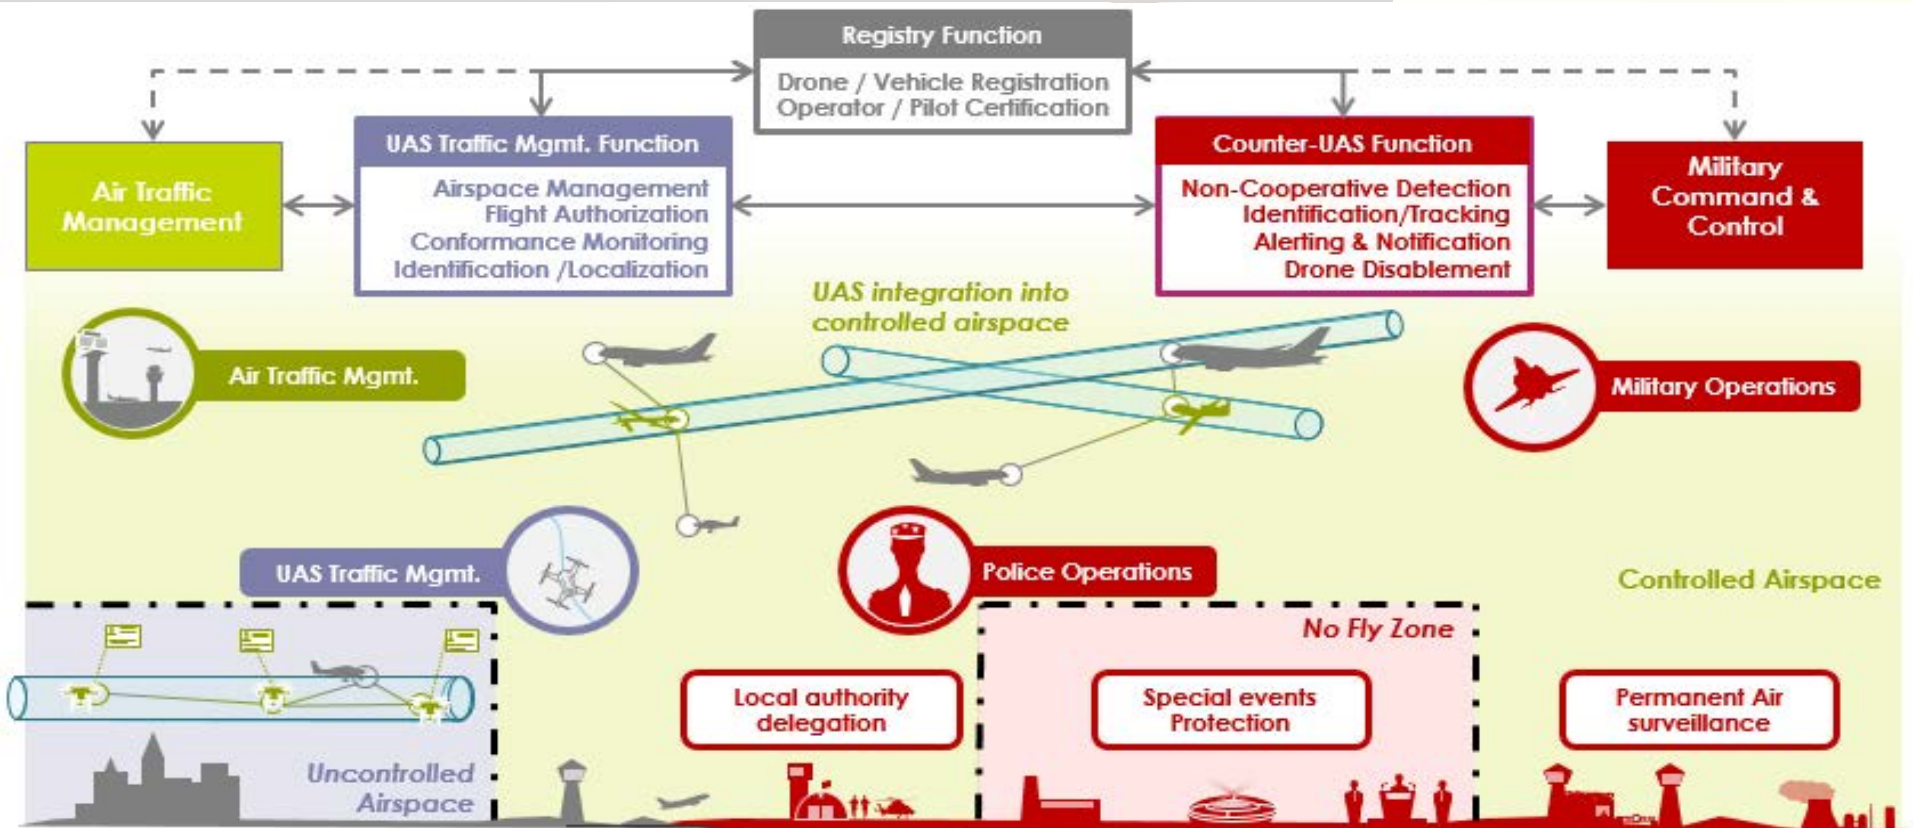 Registry Function
Drone / Vehicle Registration
Operator / Pilot Certification
Air Traffic
Management
UAS Traffic Mgmt. Function
Airspace Management
Flight Authorization
Conformance Monitoring
Identification /Localization
Counter-UAS Function
Non-Cooperative Detection
Identification/Tracking
Alerting & Notification
Drone Disablement
Military
Command &
Control
UAS integration into
controlled airspace
Air Traffic Mgmt.
Military Operations
UAS Traffic Mgmt.
Police Operations
Controlled Airspace
No Fly Zone
Local authority
delegation
Special events
Protection
Permanent Air
surveillance
Uncontrolled
Airspace